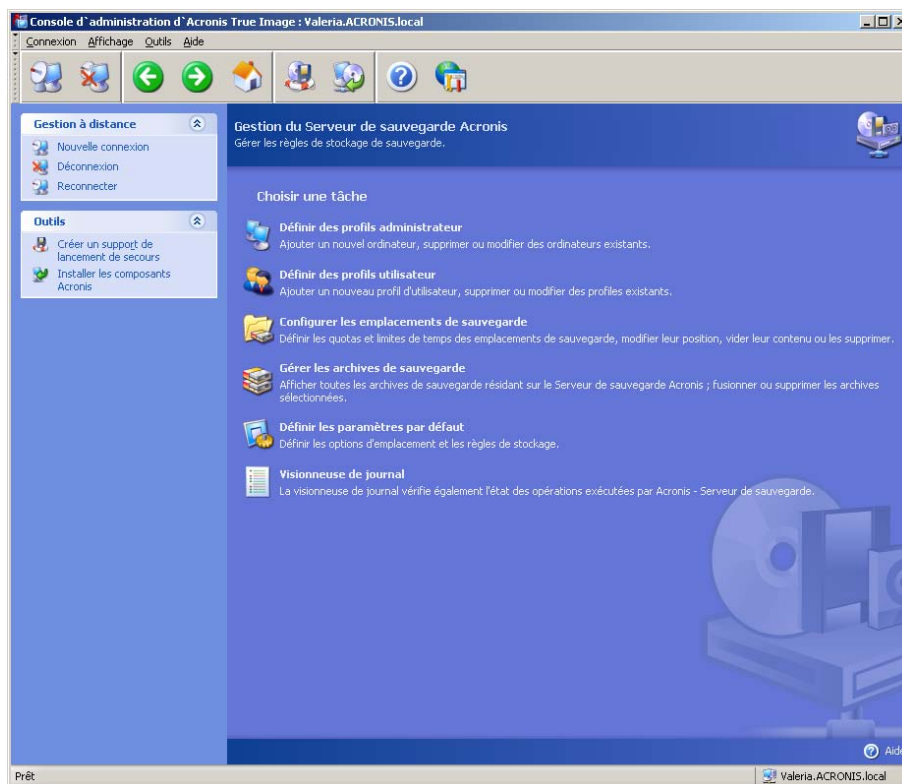 Console d`administration d`Acronis True Image : Valeria.ACRONIS.local
Connexion Affichage Outils Aide
Gestion à distance
Nouvelle connexion
Déconnexion
Reconnecter
Outils
Créer un support de
lancement de secours
Installer les composants
Acronis
Gestion du Serveur de sauvegarde Acronis
Gérer les règles de stockage de sauvegarde.
Choisir une tâche
Définir des profils administrateur
Ajouter un nouvel ordinateur, supprimer ou modifier des ordinateurs existants.
Définir des profils utilisateur
Ajouter un nouveau profil d'utilisateur, supprimer ou modifier des profiles existants.
Configurer les emplacements de sauvegarde
Définir les quotas et limites de temps des emplacements de sauvegarde, modifier leur position, vider leur contenu ou les supprimer.
Gérer les archives de sauvegarde
Afficher toutes les archives de sauvegarde résidant sur le Serveur de sauvegarde Acronis ; fusionner ou supprimer les archives
sélectionnées.
Définir les paramètres par défaut
Définir les options d'emplacement et les règles de stockage.
Visionneuse de journal
La visionneuse de journal vérifie également l'état des opérations exécutées par Acronis - Serveur de sauvegarde.
Aide
Prêt
Valeria.ACRONIS.local